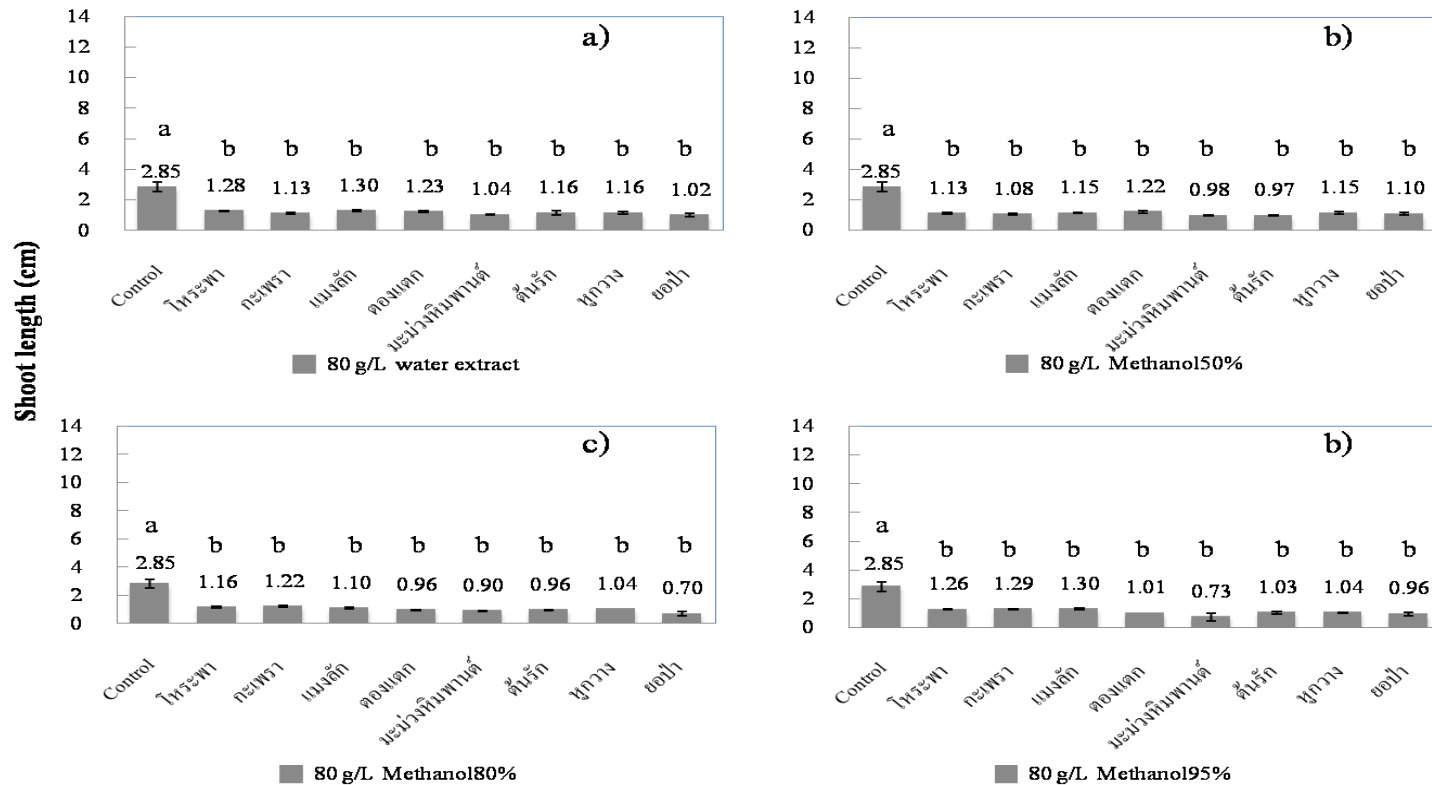 Shoot length (cm)
14
12
10
8
6
4
2
0
a)
a b b b b b b b b
2.85 1.28 1.13 1.30 1.23 1.04 1.16 1.16 1.02
Control โหระพา กะเพรา แมงลัก ตองแตก มะม่วงหิมพานต์ ต้นรัก หูกวาง ยอป่า
80 g/L water extract
14
12
10
8
6
4
2
0
b)
a b b b b b b b b
2.85 1.13 1.08 1.15 1.22 0.98 0.97 1.15 1.10
Control โหระพา กะเพรา แมงลัก ตองแตก มะม่วงหิมพานต์ ต้นรัก หูกวาง ยอป่า
80 g/L Methanol50%
14
12
10
8
6
4
2
0
c)
a b b b b b b b b
2.85 1.16 1.22 1.10 0.96 0.90 0.96 1.04 0.70
Control โหระพา กะเพรา แมงลัก ตองแตก มะม่วงหิมพานต์ ต้นรัก หูกวาง ยอป่า
80 g/L Methanol80%
14
12
10
8
6
4
2
0
b)
a b b b b b b b b
2.85 1.26 1.29 1.30 1.01 0.73 1.03 1.04 0.96
Control โหระพา กะเพรา แมงลัก ตองแตก มะม่วงหิมพานต์ ต้นรัก หูกวาง ยอป่า
80 g/L Methanol95%